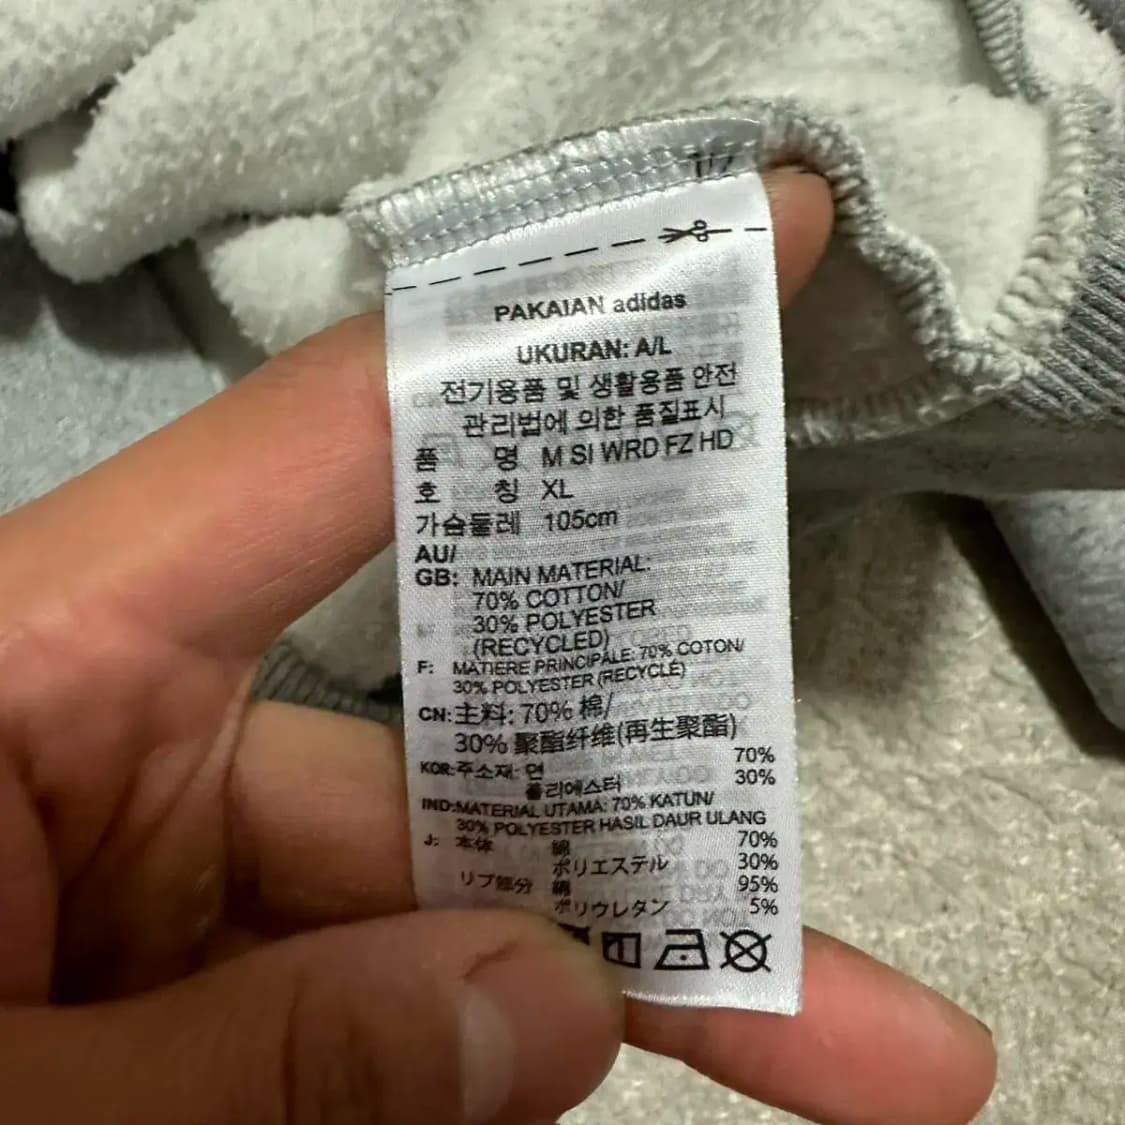 PAKAIAN adidas
UKURAN: A/L
전기용품 및 생활용품 안전
관리법에 의한 품질표시
품 명 M SI WRD FZ HD
호 칭 XL
가슴둘레 105cm
AU/
GB: MAIN MATERIAL:
70% COTTON/
30% POLYESTER
(RECYCLED)
F: MATIERE PRINCIPALE: 70% COTON/
30% POLYESTER (RECYCLÉ)
CN: 主料: 70% 棉/
30% 聚酯纤维(再生聚酯)
KOR: 주소재: 면 70%
폴리에스터 30%
IND: MATERIAL UTAMA: 70% KATUN/
30% POLYESTER HASIL DAUR ULANG
J: 本体 綿 70%
ポリエステル 30%
リブ部分 綿 95%
ポリウレタン 5%